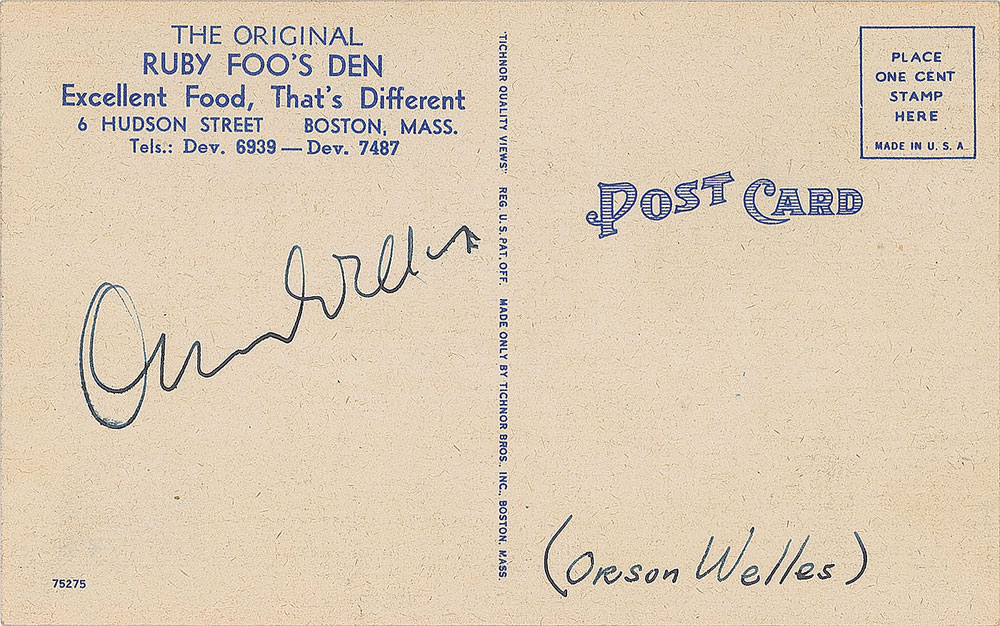 THE ORIGINAL
RUBY FOO'S DEN
Excellent Food, That's Different
6 HUDSON STREET BOSTON, MASS.
Tels.: Dev. 6939 — Dev. 7487
Orson Welles
75275
"TICHNOR QUALITY VIEWS" REG. U. S. PAT. OFF. MADE ONLY BY TICHNOR BROS., INC., BOSTON, MASS.
PLACE
ONE CENT
STAMP
HERE
MADE IN U. S. A.
POST CARD
(Orson Welles)